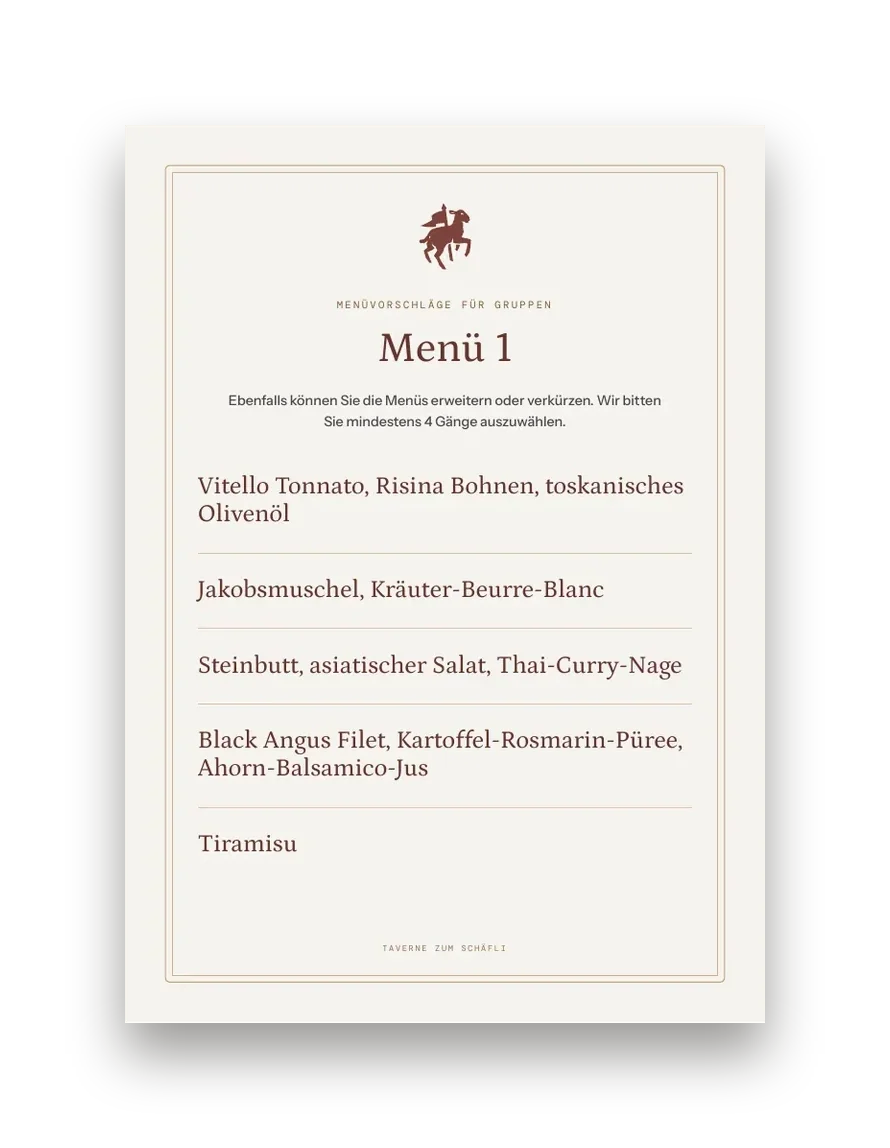 MENÜVORSCHLÄGE FÜR GRUPPEN
Menü 1
Ebenfalls können Sie die Menüs erweitern oder verkürzen. Wir bitten
Sie mindestens 4 Gänge auszuwählen.
Vitello Tonnato, Risina Bohnen, toskanisches
Olivenöl
Jakobsmuschel, Kräuter-Beurre-Blanc
Steinbutt, asiatischer Salat, Thai-Curry-Nage
Black Angus Filet, Kartoffel-Rosmarin-Püree,
Ahorn-Balsamico-Jus
Tiramisu
TAVERNE ZUM SCHÄFLI